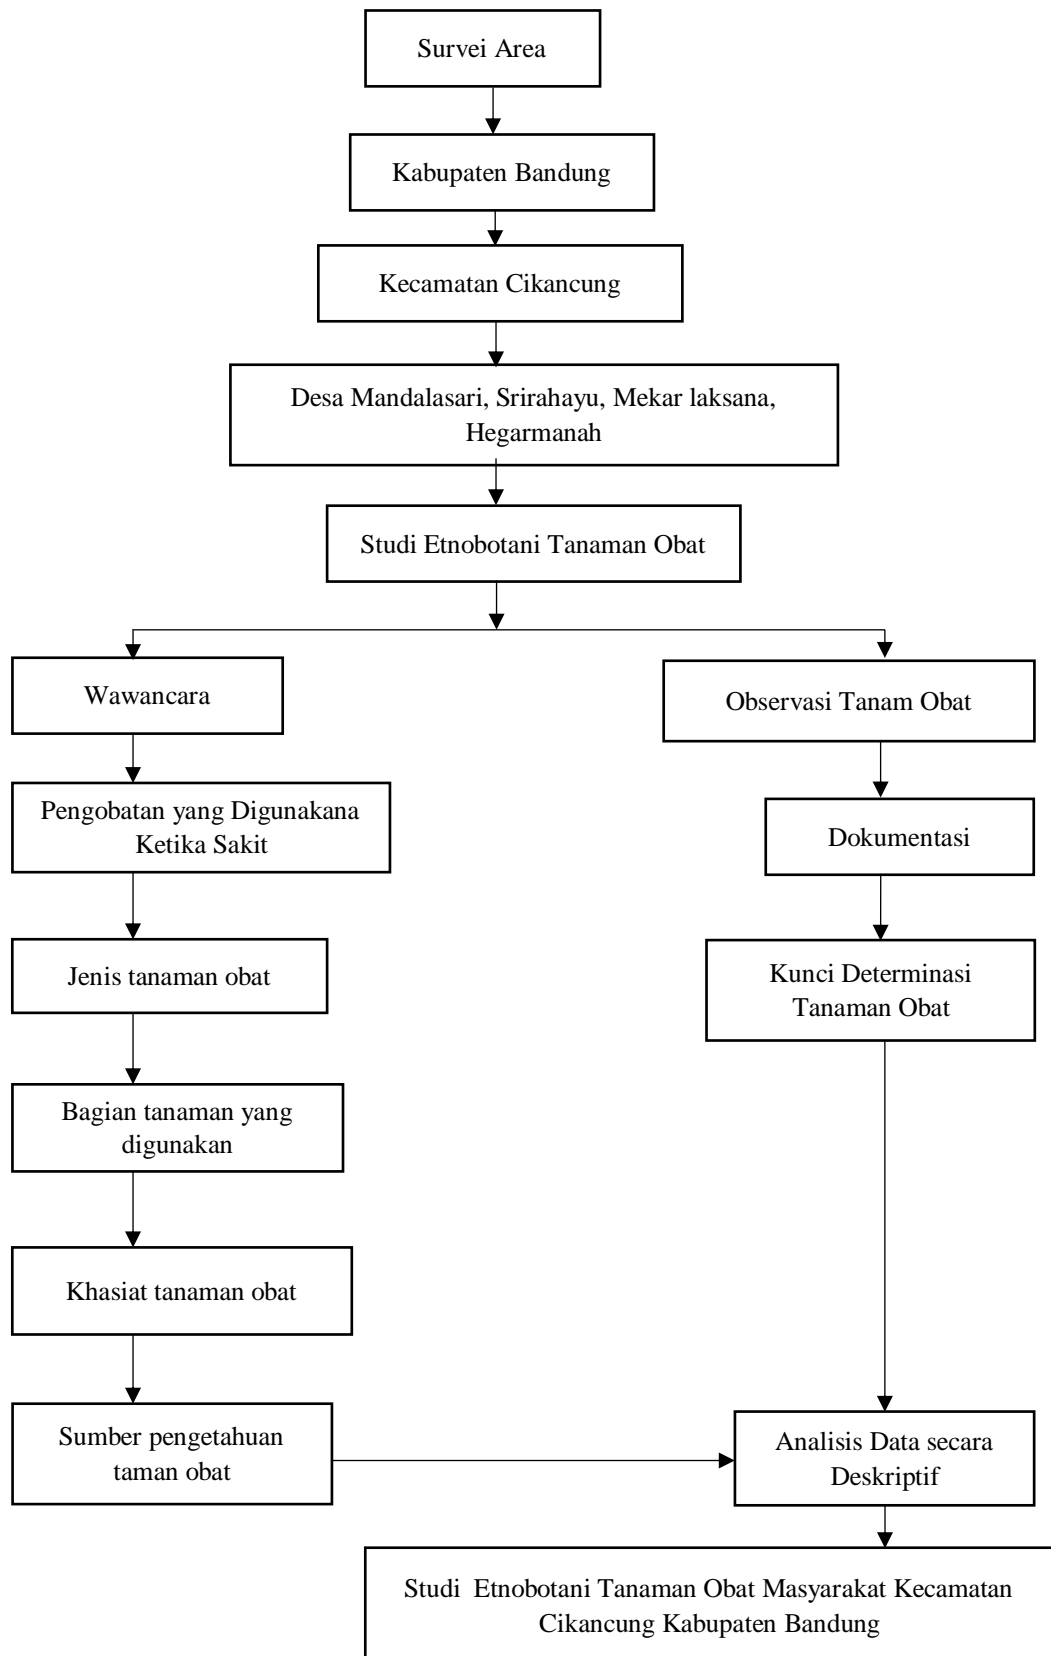 Survei Area
Kabupaten Bandung
Kecamatan Cikancung
Desa Mandalasari, Srirahayu, Mekar laksana,
Hegarmanah
Studi Etnobotani Tanaman Obat
Wawancara
Pengobatan yang Digunakana
Ketika Sakit
Jenis tanaman obat
Bagian tanaman yang
digunakan
Khasiat tanaman obat
Sumber pengetahuan
taman obat
Observasi Tanam Obat
Dokumentasi
Kunci Determinasi
Tanaman Obat
Analisis Data secara
Deskriptif
Studi Etnobotani Tanaman Obat Masyarakat Kecamatan
Cikancung Kabupaten Bandung